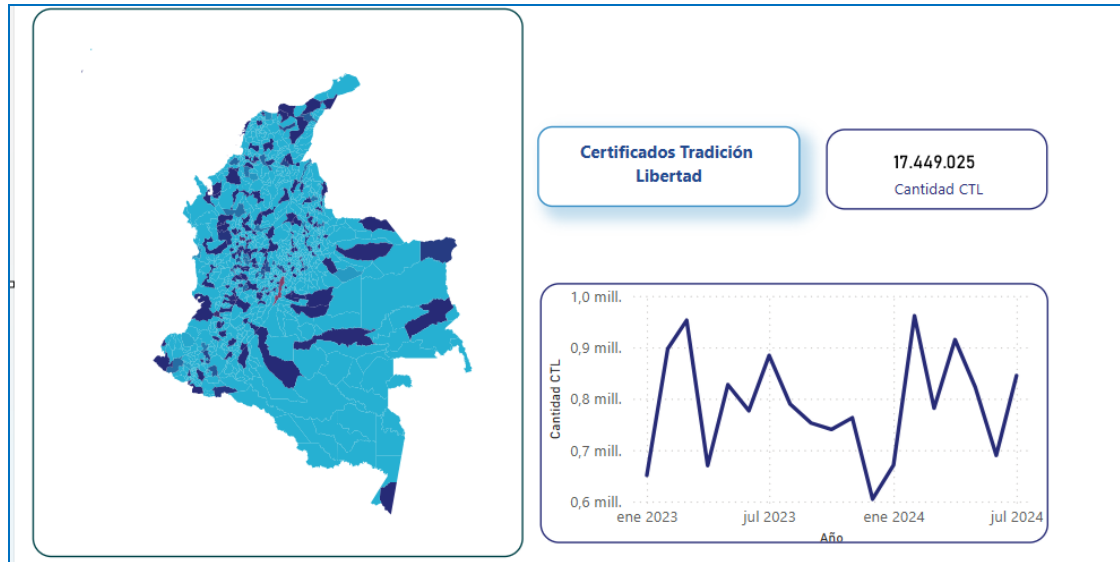 Certificados Tradición
Libertad
17.449.025
Cantidad CTL
1,0 mill.
0,9 mill.
0,8 mill.
0,7 mill.
0,6 mill.
Cantidad CTL
ene 2023
jul 2023
ene 2024
jul 2024
Año